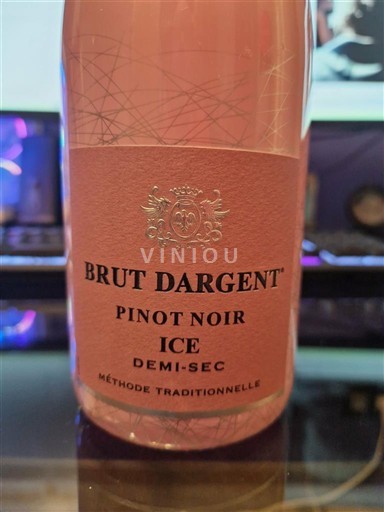 VINIOU
BRUT DARGENT®
PINOT NOIR
ICE
DEMI-SEC
MÉTHODE TRADITIONNELLE